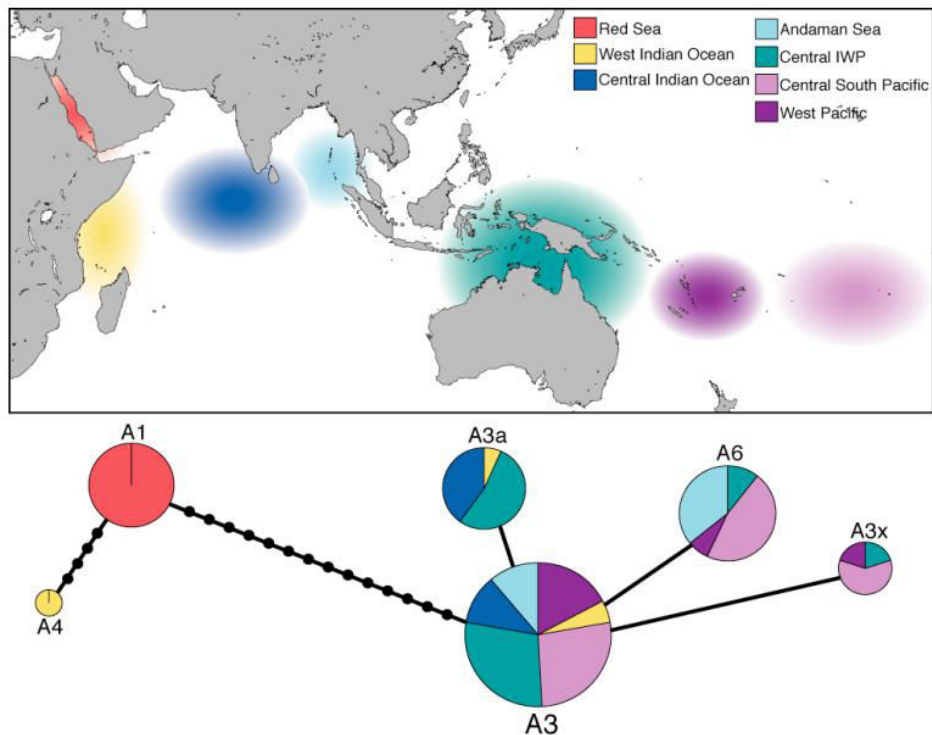 Red Sea
West Indian Ocean
Central Indian Ocean
Andaman Sea
Central IWP
Central South Pacific
West Pacific
A1
A3a
A6
A3x
A4
A3